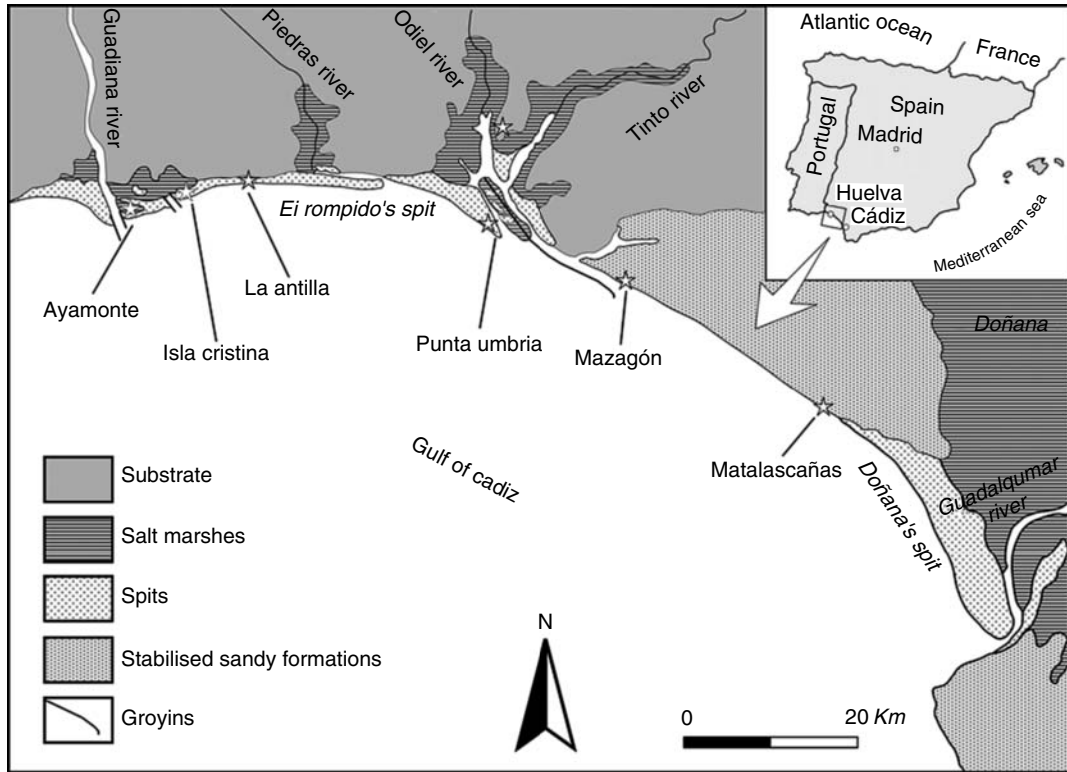 Guadiana river
Piedras river
Odiel river
Tinto river
Atlantic ocean
France
Portugal
Spain
Madrid
Huelva
Cádiz
Mediterranean sea
Ei rompido's spit
Ayamonte
Isla cristina
La antilla
Punta umbria
Mazagón
Matalascañas
Doñana
Guadalqumar
river
Doñana's spit
Gulf of cadiz
Substrate
Salt marshes
Spits
Stabilised sandy formations
Groyins
N
0
20 Km